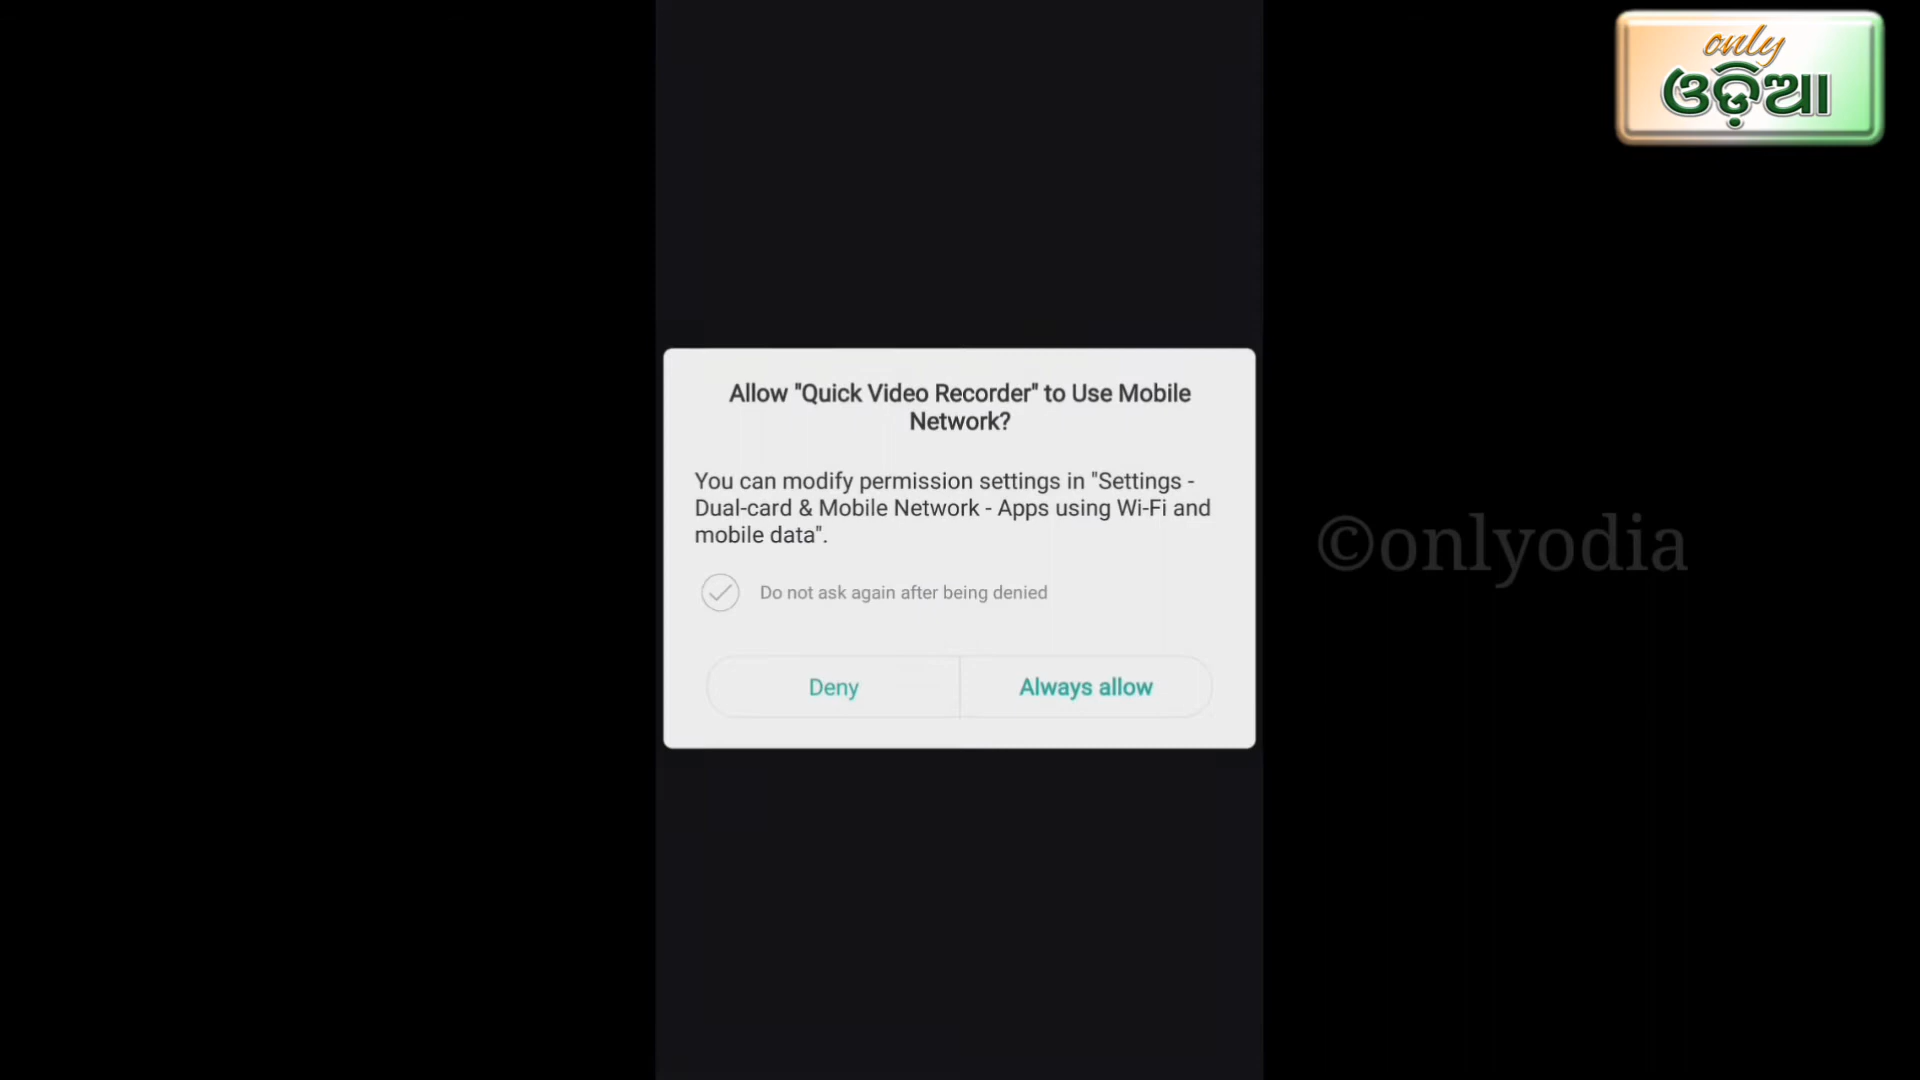 only
ଓଡ଼ିଆ
Allow "Quick Video Recorder" to Use Mobile
Network?
You can modify permission settings in "Settings -
Dual-card & Mobile Network - Apps using Wi-Fi and
mobile data".
Do not ask again after being denied
Deny
Always allow
©onlyodia